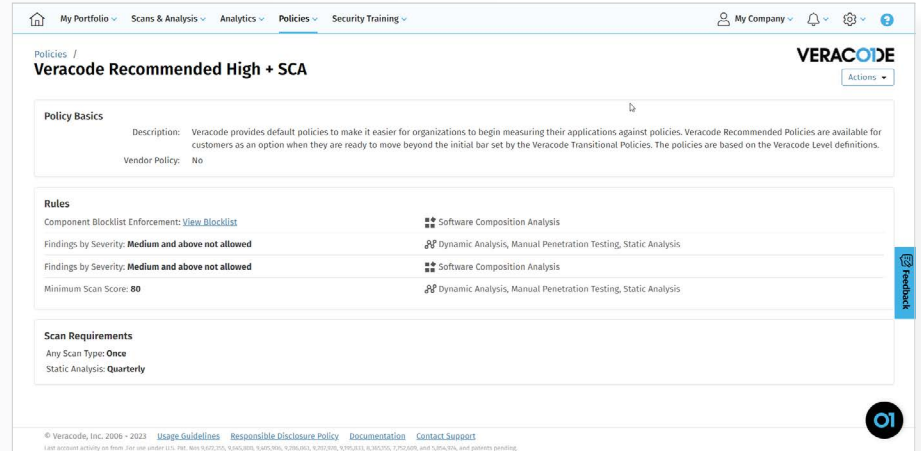 My Portfolio Scans & Analysis Analytics Policies Security Training My Company
Policies /
Veracode Recommended High + SCA
VERACODE
Actions
Policy Basics
Description: Veracode provides default policies to make it easier for organizations to begin measuring their applications against policies. Veracode Recommended Policies are available for
customers as an option when they are ready to move beyond the initial bar set by the Veracode Transitional Policies. The policies are based on the Veracode Level definitions.
Vendor Policy: No
Rules
Component Blocklist Enforcement: View Blocklist Software Composition Analysis
Findings by Severity: Medium and above not allowed Dynamic Analysis, Manual Penetration Testing, Static Analysis
Findings by Severity: Medium and above not allowed Software Composition Analysis
Minimum Scan Score: 80 Dynamic Analysis, Manual Penetration Testing, Static Analysis
Feedback
Scan Requirements
Any Scan Type: Once
Static Analysis: Quarterly
01
© Veracode, Inc. 2006 - 2023 Usage Guidelines Responsible Disclosure Policy Documentation Contact Support
Last account activity on from